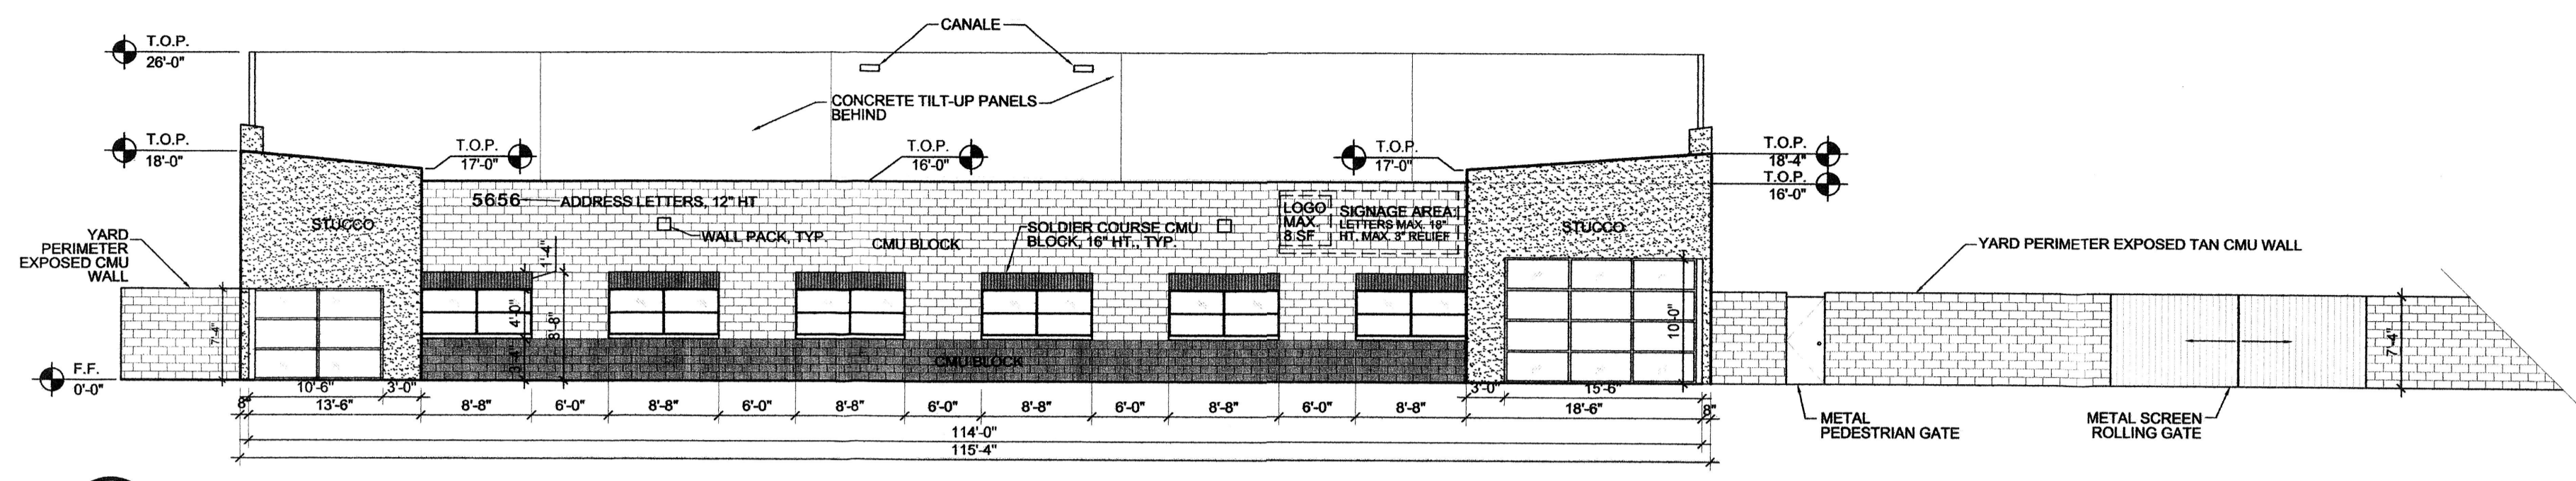 CANALE
T.O.P.
26'-0"
CONCRETE TILT-UP PANELS
BEHIND
T.O.P.
18'-0"
T.O.P.
17'-0"
T.O.P.
16'-0"
T.O.P.
17'-0"
T.O.P.
18'-4"
T.O.P.
16'-0"
5656
ADDRESS LETTERS, 12" HT
STUCCO
WALL PACK, TYP.
CMU BLOCK
SOLDIER COURSE CMU
BLOCK, 16" HT., TYP.
LOGO
MAX.
8 SF
SIGNAGE AREA:
LETTERS MAX. 18"
HT, MAX. 3" RELIEF
STUCCO
YARD
PERIMETER
EXPOSED CMU
WALL
YARD PERIMETER EXPOSED TAN CMU WALL
1'-4"
4'-0"
8'-8"
3'-4"
7'-4"
10'-0"
7'-4"
CMU BLOCK
F.F.
0'-0"
10'-6"
3'-0"
3'-0"
15'-6"
8"
13'-6"
8'-8"
6'-0"
8'-8"
6'-0"
8'-8"
6'-0"
8'-8"
6'-0"
8'-8"
6'-0"
8'-8"
18'-6"
8"
METAL
PEDESTRIAN GATE
METAL SCREEN
ROLLING GATE
114'-0"
115'-4"